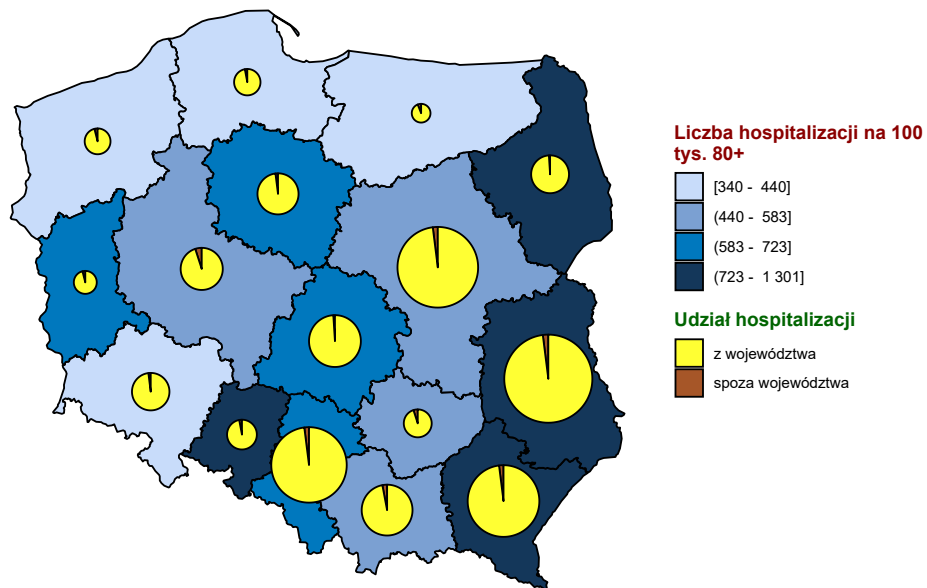 Liczba hospitalizacji na 100
tys. 80+
[340 - 440]
(440 - 583]
(583 - 723]
(723 - 1 301]
Udział hospitalizacji
z województwa
spoza województwa